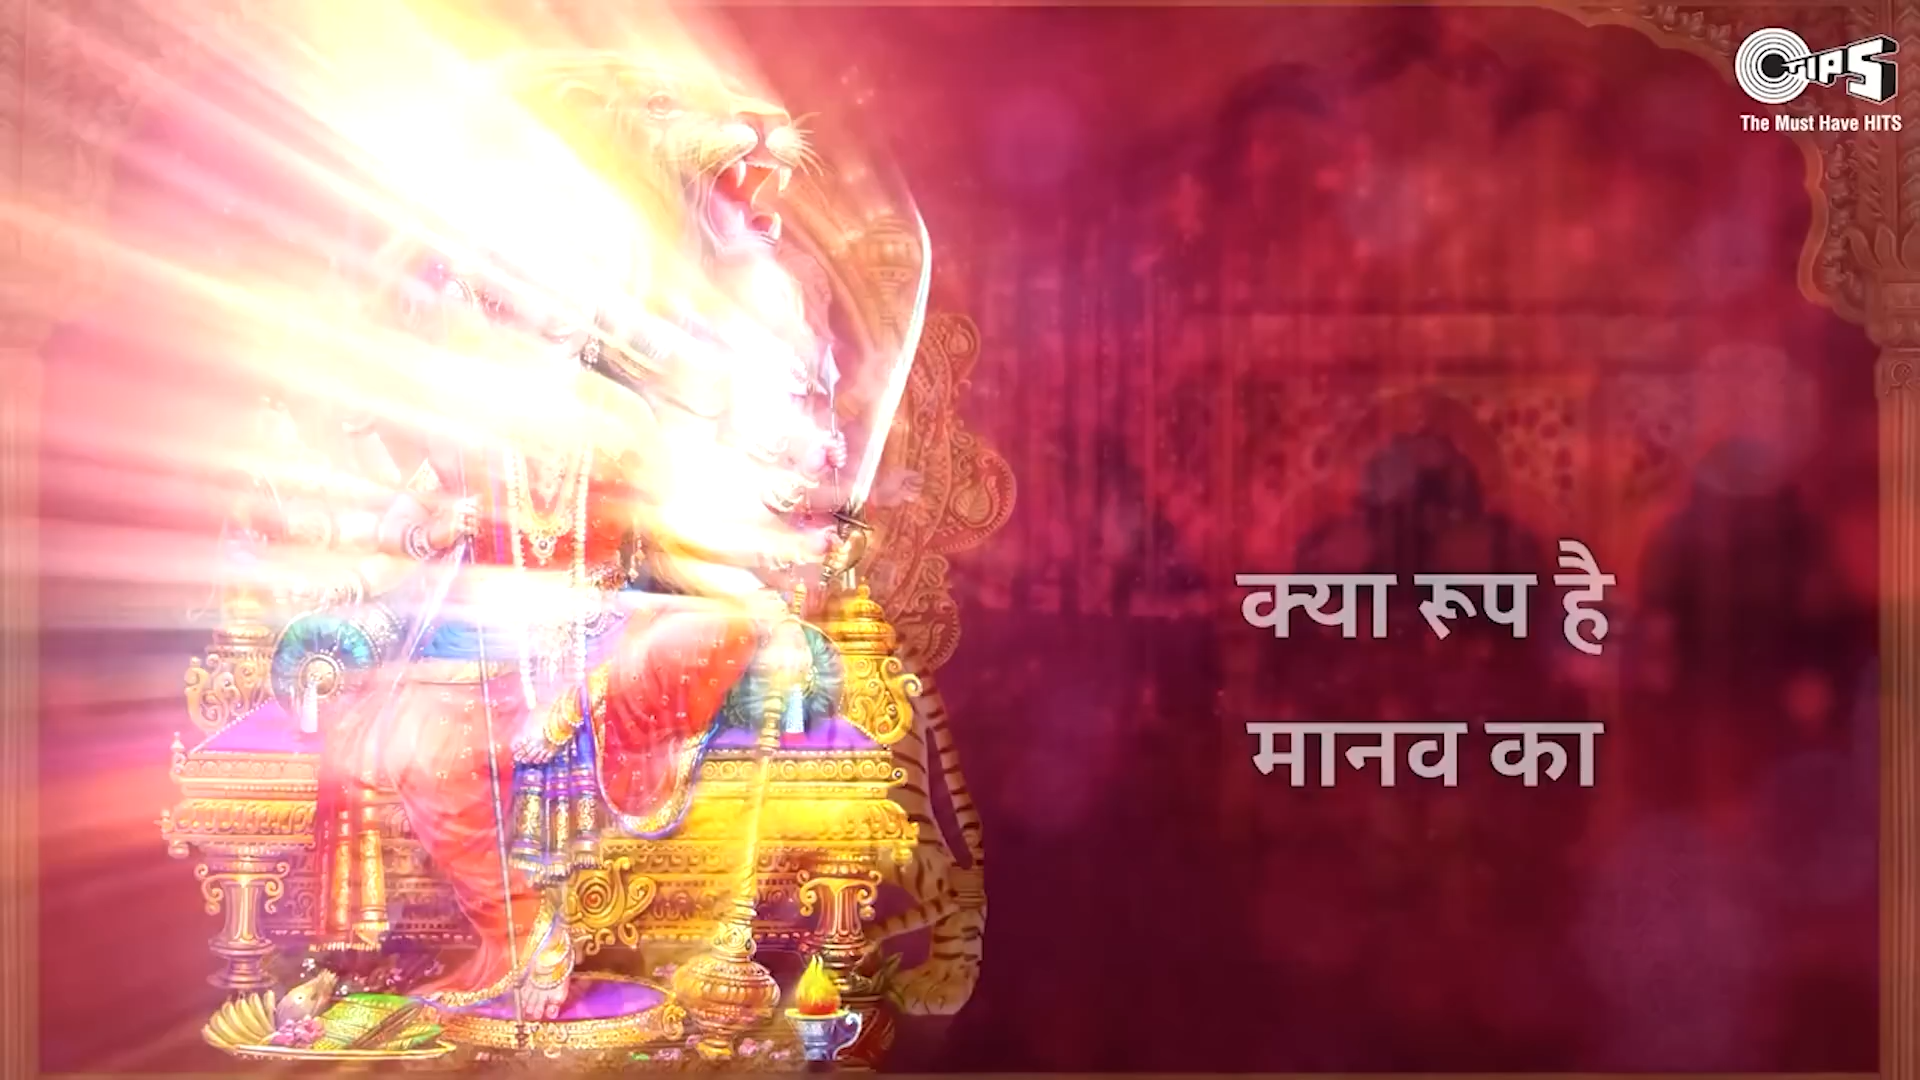 TIPS
The Must Have HITS
क्या रूप है
मानव का